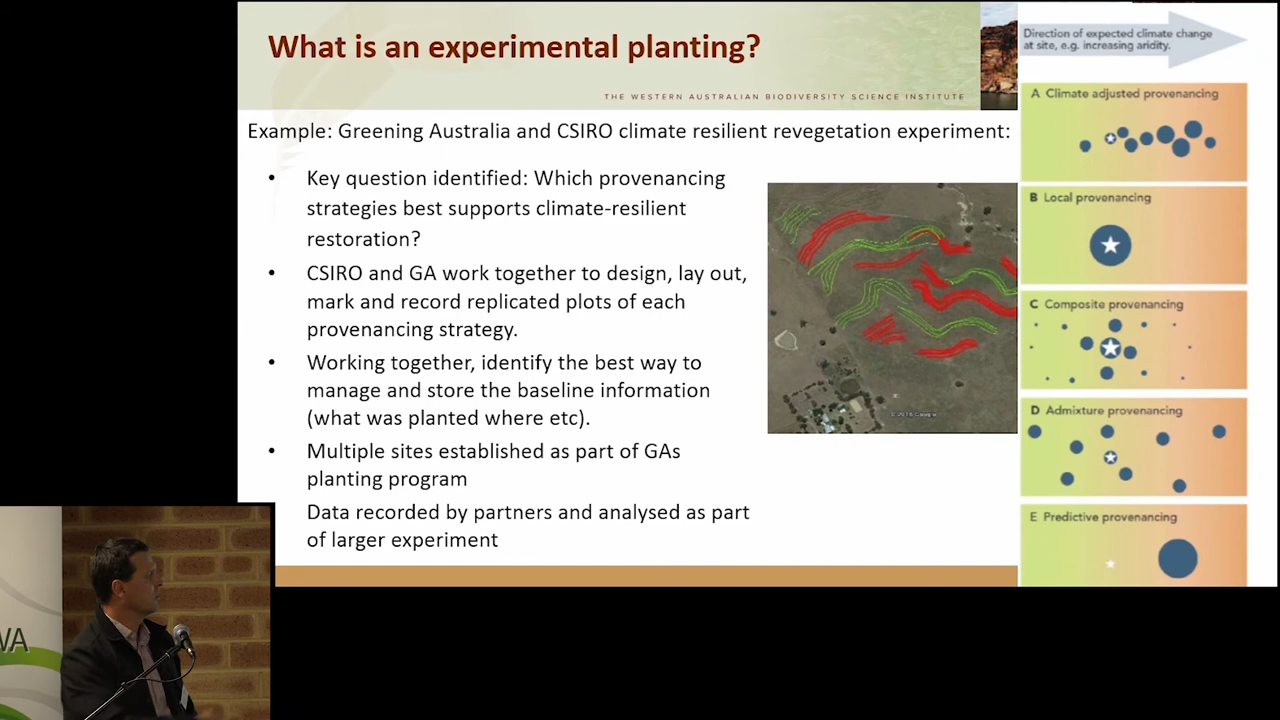 What is an experimental planting?
THE WESTERN AUSTRALIAN BIODIVERSITY SCIENCE INSTITUTE
Example: Greening Australia and CSIRO climate resilient revegetation experiment:
• Key question identified: Which provenancing
strategies best supports climate-resilient
restoration?
• CSIRO and GA work together to design, lay out,
mark and record replicated plots of each
provenancing strategy.
• Working together, identify the best way to
manage and store the baseline information
(what was planted where etc).
• Multiple sites established as part of GAs
planting program
Data recorded by partners and analysed as part
of larger experiment
© 2016 Google
Direction of expected climate change
at site, e.g. increasing aridity.
A Climate adjusted provenancing
B Local provenancing
C Composite provenancing
D Admixture provenancing
E Predictive provenancing
WA